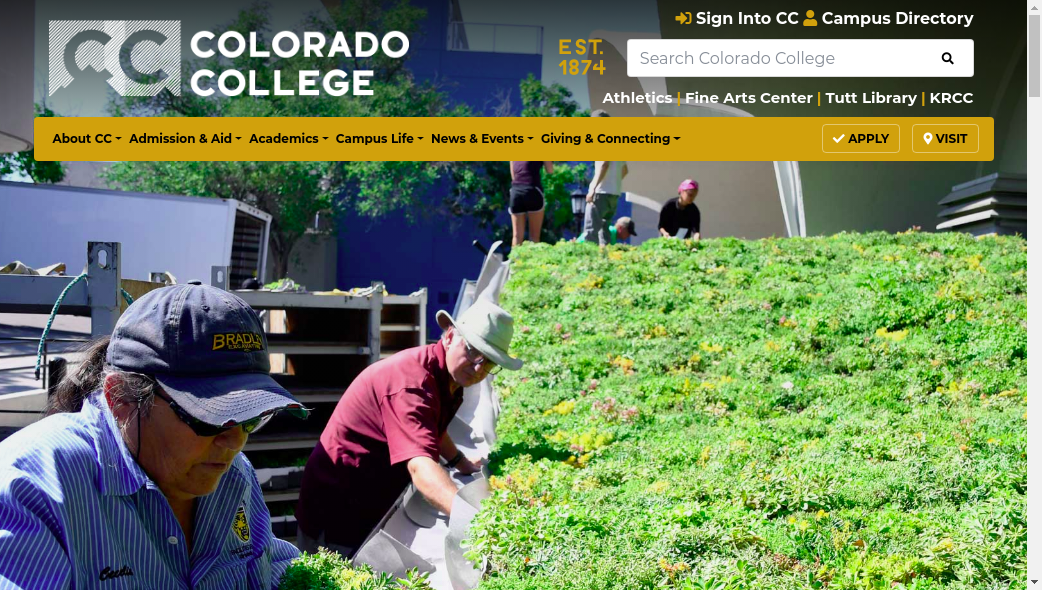 Sign Into CC Campus Directory
CC COLORADO
COLLEGE
EST.
1874
Search Colorado College
Athletics | Fine Arts Center | Tutt Library | KRCC
About CC Admission & Aid Academics Campus Life News & Events Giving & Connecting APPLY VISIT
BRADLEY
EXCAVATING